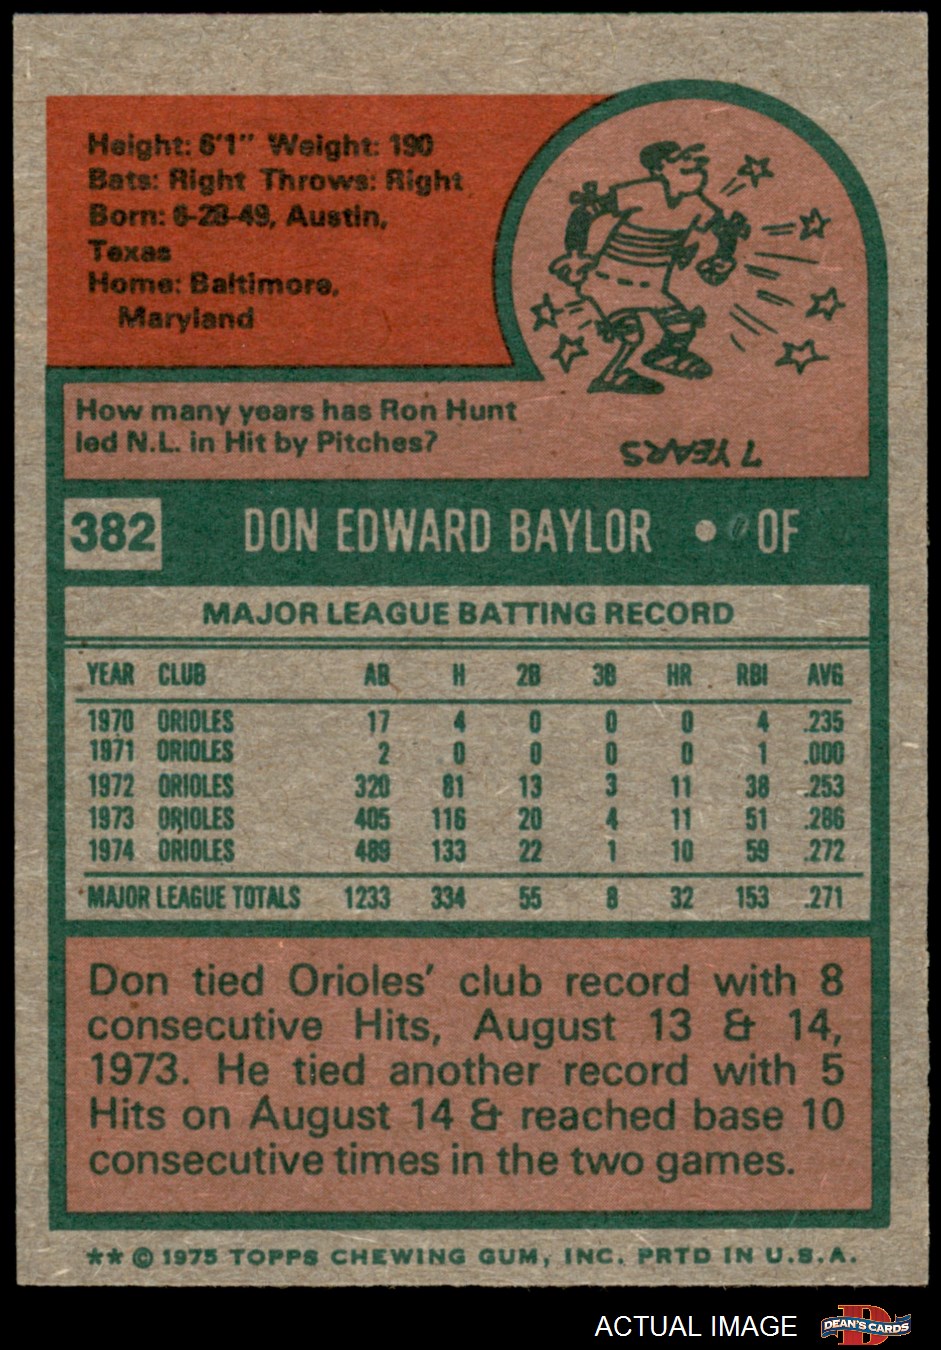 Height: 6'1" Weight: 190
Bats: Right Throws: Right
Born: 6-28-49, Austin,
Texas
Home: Baltimore,
Maryland
How many years has Ron Hunt
led N.L. in Hit by Pitches?
7 YEARS
382 DON EDWARD BAYLOR • OF
MAJOR LEAGUE BATTING RECORD
YEAR CLUB AB H 2B 3B HR RBI AVG
1970 ORIOLES 17 4 0 0 0 4 .235
1971 ORIOLES 2 0 0 0 0 1 .000
1972 ORIOLES 320 81 13 3 11 38 .253
1973 ORIOLES 405 116 20 4 11 51 .286
1974 ORIOLES 489 133 22 1 10 59 .272
MAJOR LEAGUE TOTALS 1233 334 55 8 32 153 .271
Don tied Orioles' club record with 8
consecutive Hits, August 13 & 14,
1973. He tied another record with 5
Hits on August 14 & reached base 10
consecutive times in the two games.
** © 1975 TOPPS CHEWING GUM, INC. PRTD IN U.S.A.
ACTUAL IMAGE
D
DEAN'S CARDS